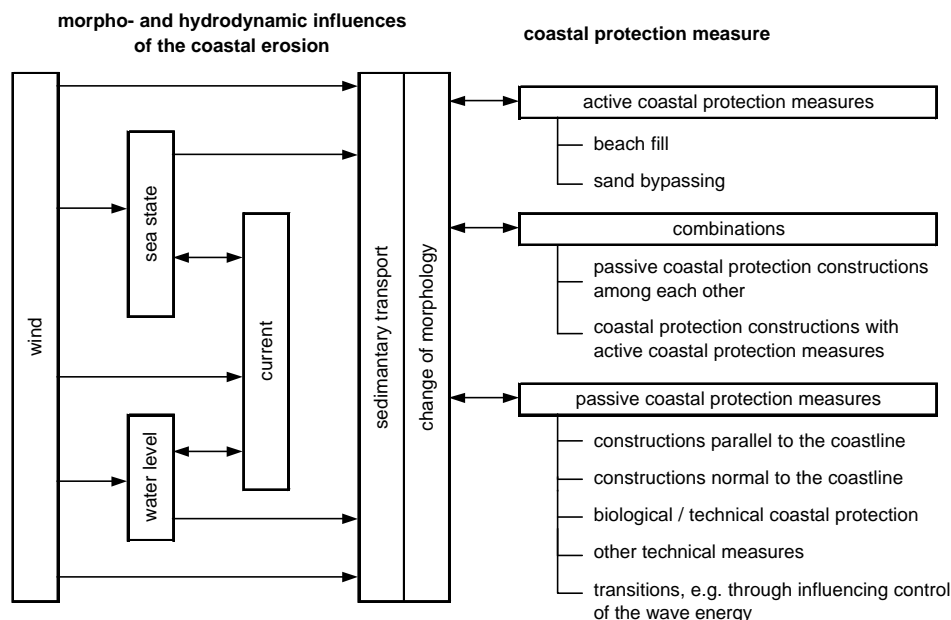 morpho- and hydrodynamic influences
of the coastal erosion
coastal protection measure
wind
sea state
water level
current
sedimantary transport
change of morphology
active coastal protection measures
beach fill
sand bypassing
combinations
passive coastal protection constructions
among each other
coastal protection constructions with
active coastal protection measures
passive coastal protection measures
constructions parallel to the coastline
constructions normal to the coastline
biological / technical coastal protection
other technical measures
transitions, e.g. through influencing control
of the wave energy